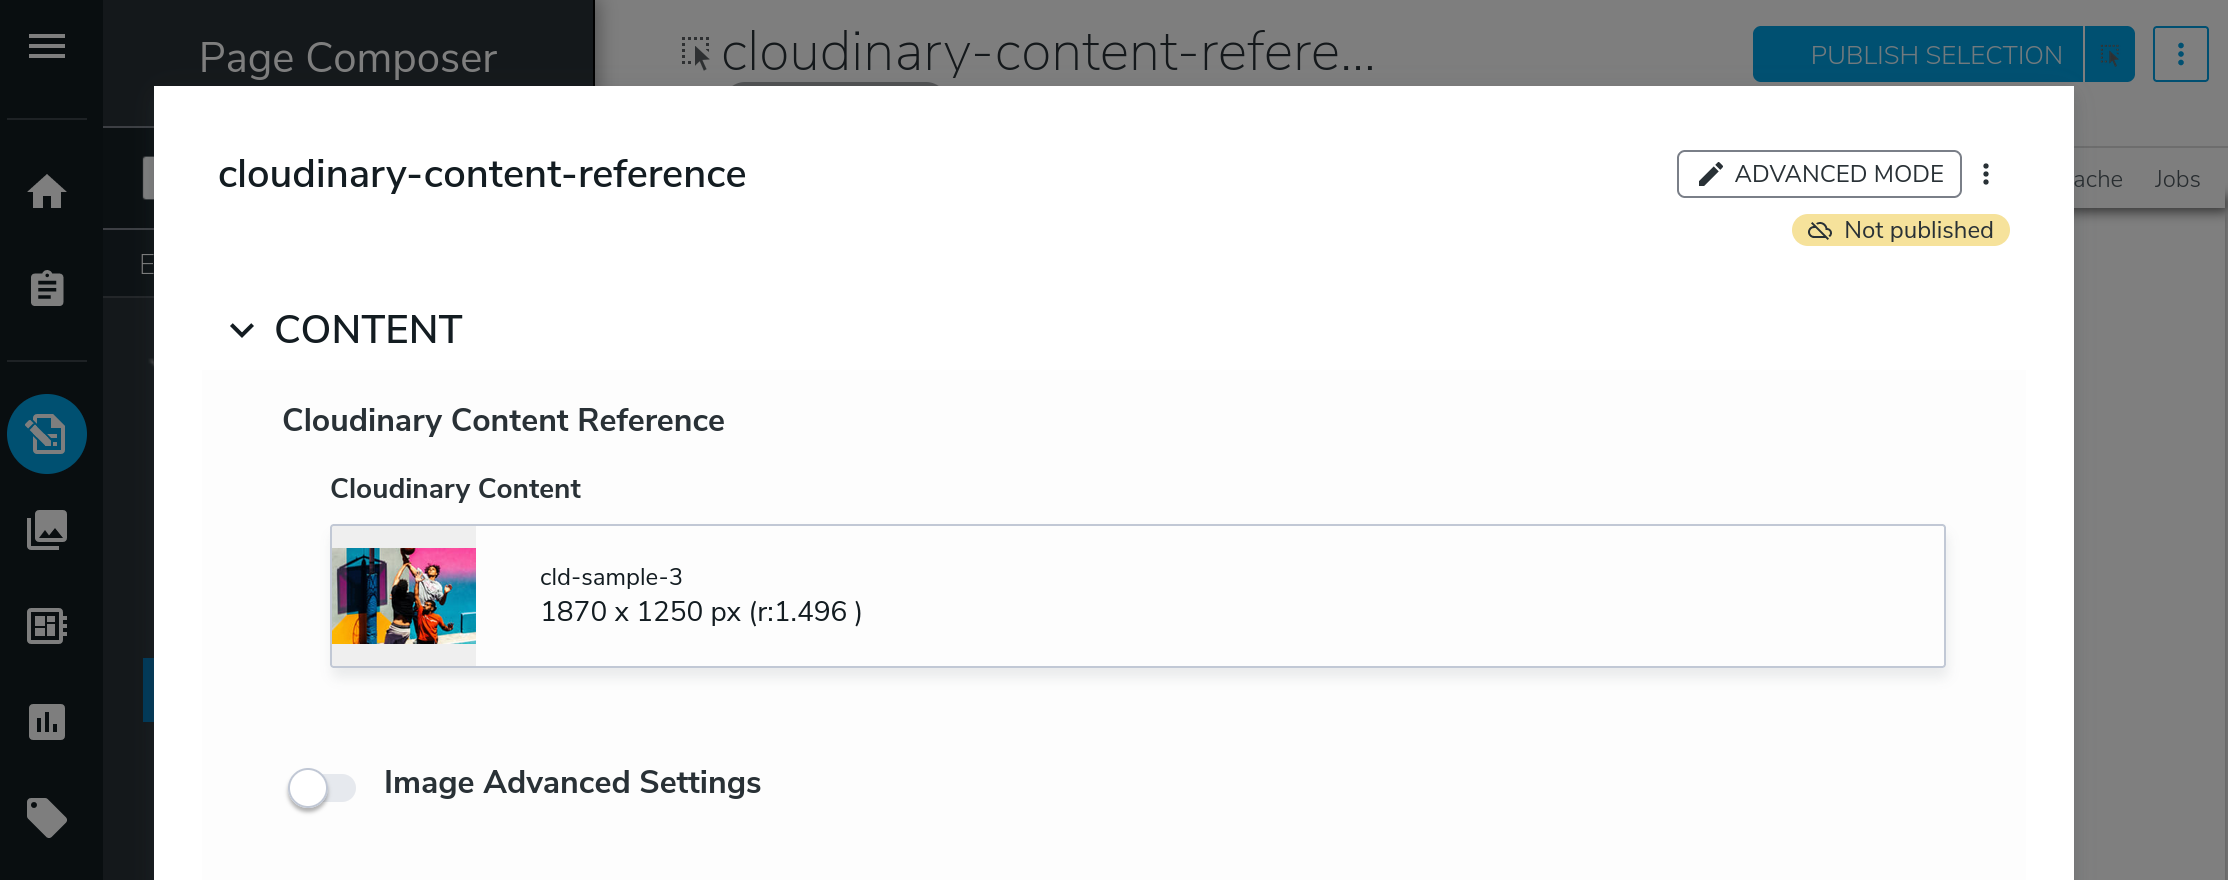 Page Composer
cloudinary-content-refere...
PUBLISH SELECTION
cloudinary-content-reference
ADVANCED MODE
ache Jobs
Not published
E
CONTENT
Cloudinary Content Reference
Cloudinary Content
cld-sample-3
1870 x 1250 px (r:1.496 )
Image Advanced Settings